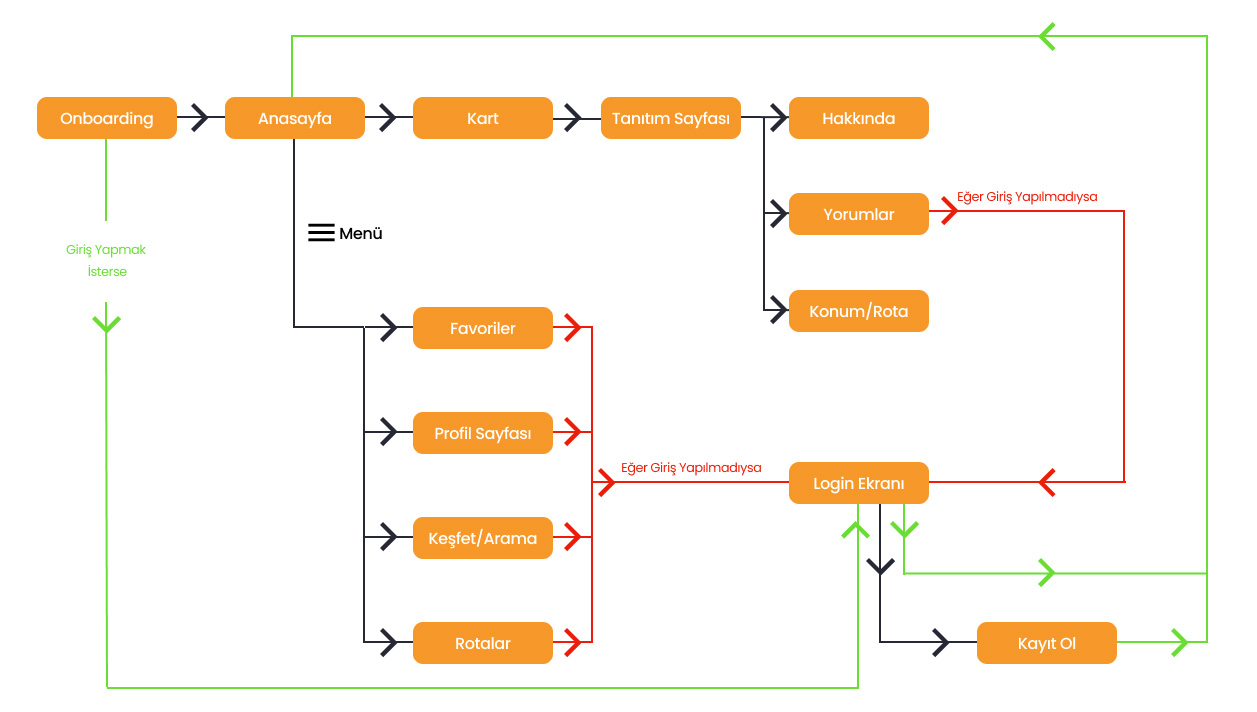 Onboarding
Anasayfa
Kart
Tanıtım Sayfası
Hakkında
Yorumlar
Eğer Giriş Yapılmadıysa
Giriş Yapmak
İsterse
Menü
Konum/Rota
Favoriler
Profil Sayfası
Eğer Giriş Yapılmadıysa
Login Ekranı
Keşfet/Arama
Rotalar
Kayıt Ol